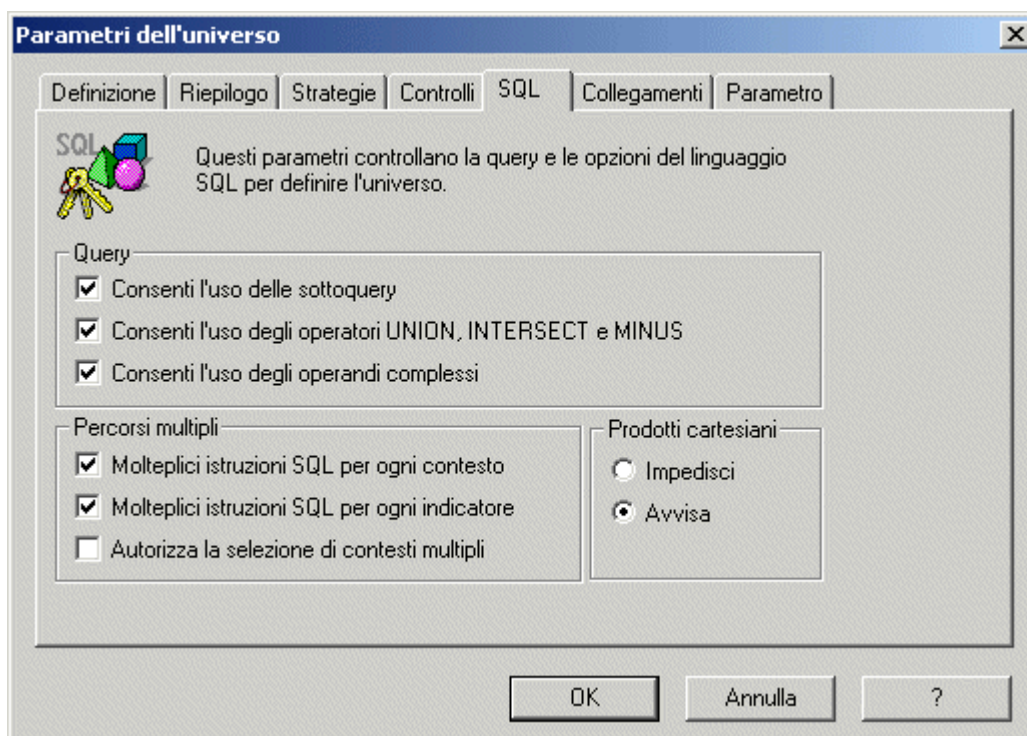 Parametri dell'universo
Definizione Riepilogo Strategie Controlli SQL Collegamenti Parametro
SQL
Questi parametri controllano la query e le opzioni del linguaggio
SQL per definire l'universo.
Query
Consenti l'uso delle sottoquery
Consenti l'uso degli operatori UNION, INTERSECT e MINUS
Consenti l'uso degli operandi complessi
Percorsi multipli
Molteplici istruzioni SQL per ogni contesto
Molteplici istruzioni SQL per ogni indicatore
Autorizza la selezione di contesti multipli
Prodotti cartesiani
Impedisci
Avvisa
OK Annulla ?